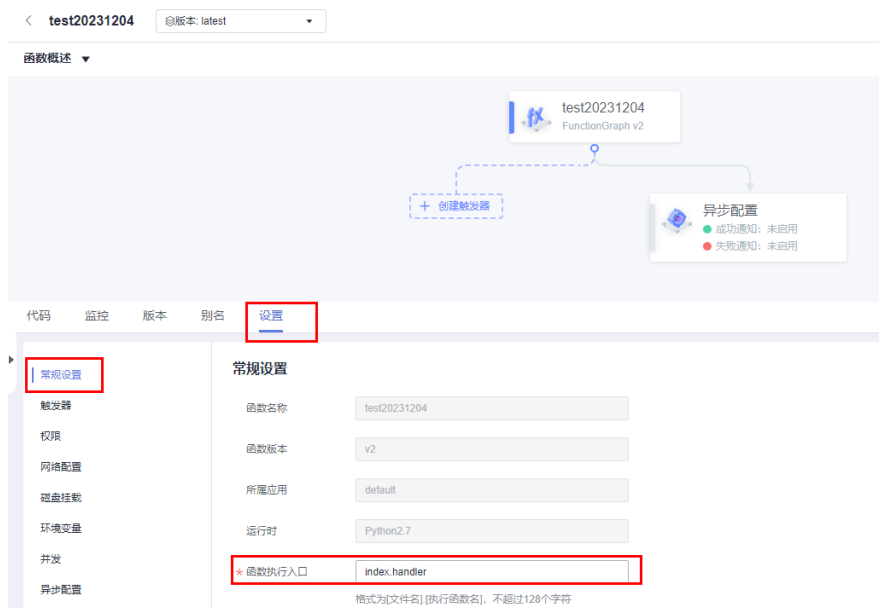 test20231204
版本: latest
函数概述
test20231204
FunctionGraph v2
+ 创建触发器
异步配置
成功通知：未启用
失败通知：未启用
代码 监控 版本 别名 设置
常规设置
触发器
权限
网络配置
磁盘挂载
环境变量
并发
异步配置
常规设置
函数名称 test20231204
函数版本 v2
所属应用 default
运行时 Python2.7
* 函数执行入口 index.handler
格式为[文件名].[执行函数名]，不超过128个字符